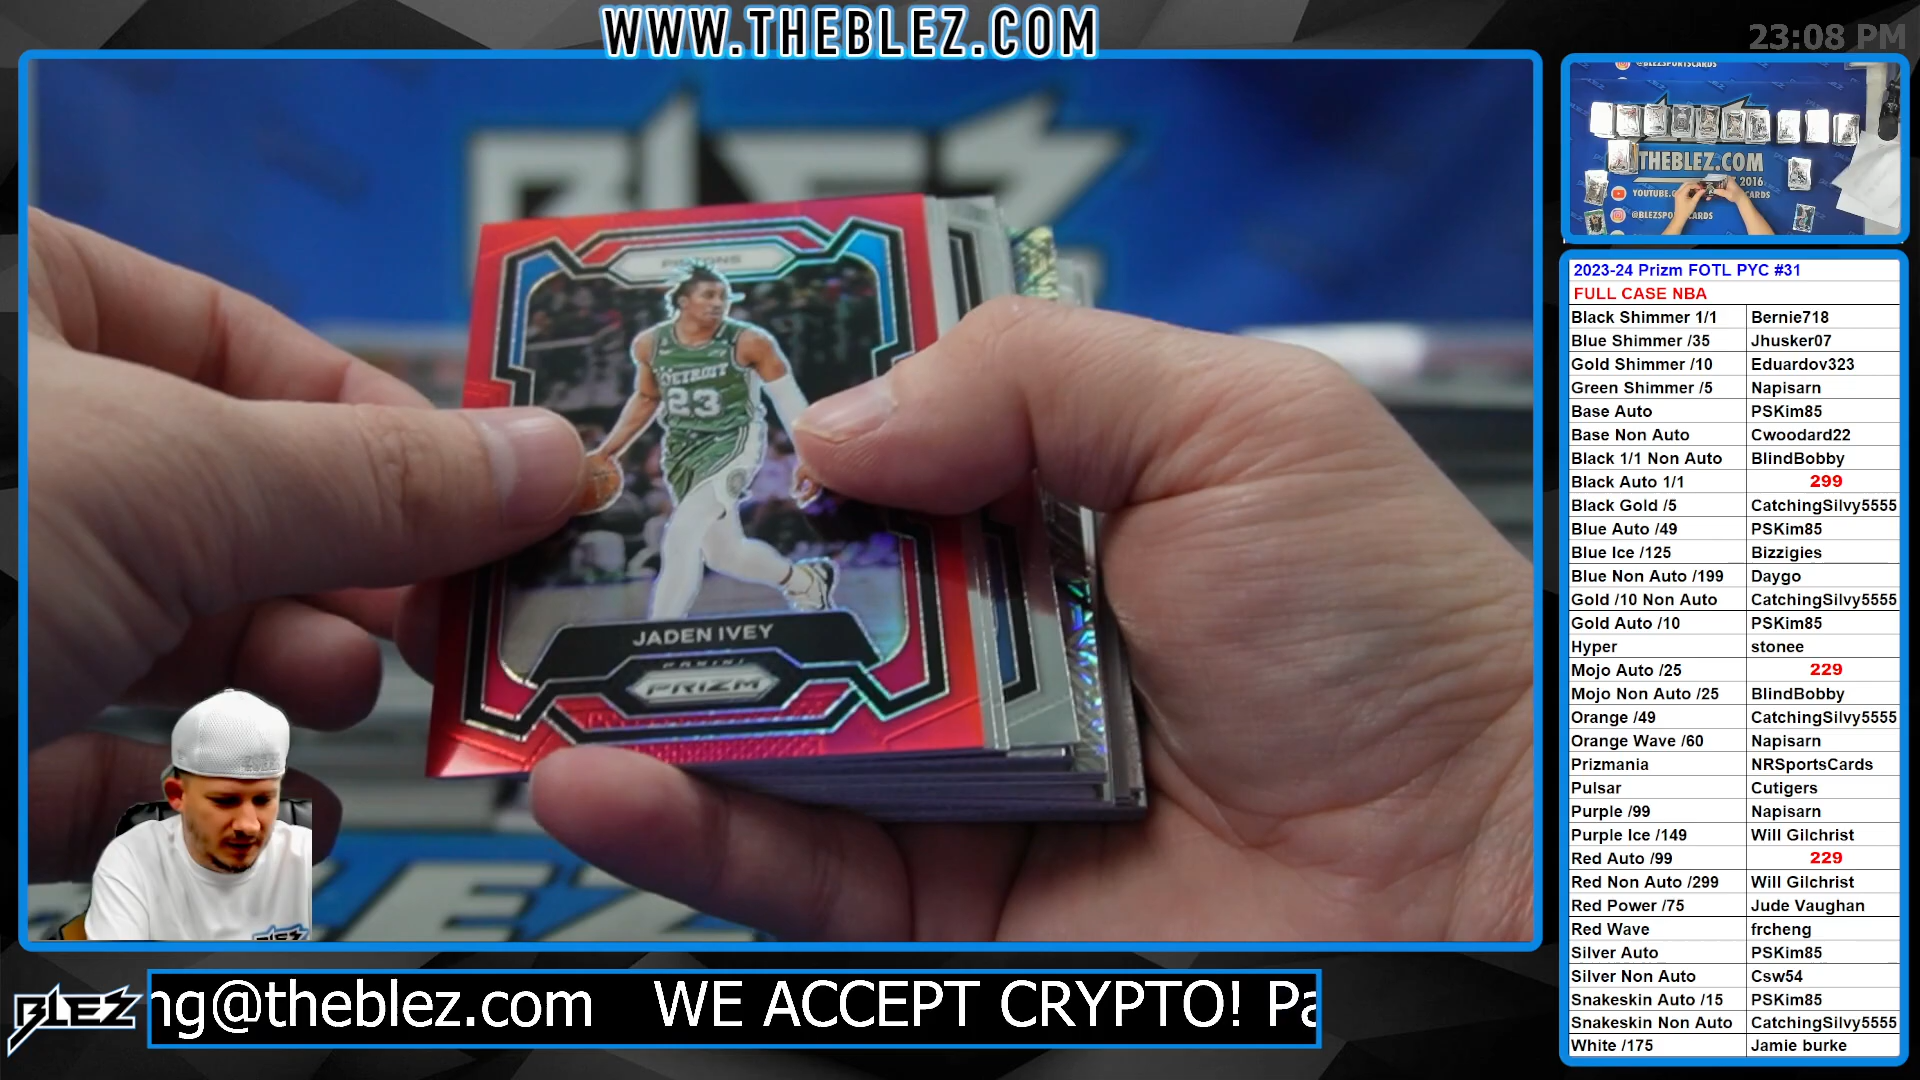 WWW.THEBLEZ.COM
23:08 PM
BLEZ
PISTONS
DETROIT
23
JADEN IVEY
PANINI
PRIZM
@BLEZSPORTSCARDS
THEBLEZ.COM
2016
@BLEZSPO CARDS
2023-24 Prizm FOTL PYC #31
FULL CASE NBA
Black Shimmer 1/1 Bernie718
Blue Shimmer /35 Jhusker07
Gold Shimmer /10 Eduardov323
Green Shimmer /5 Napisarn
Base Auto PSKim85
Base Non Auto Cwoodard22
Black 1/1 Non Auto BlindBobby
Black Auto 1/1 299
Black Gold /5 CatchingSilvy5555
Blue Auto /49 PSKim85
Blue Ice /125 Bizzigies
Blue Non Auto /199 Daygo
Gold /10 Non Auto CatchingSilvy5555
Gold Auto /10 PSKim85
Hyper stonee
Mojo Auto /25 229
Mojo Non Auto /25 BlindBobby
Orange /49 CatchingSilvy5555
Orange Wave /60 Napisarn
Prizmania NRSportsCards
Pulsar Cutigers
Purple /99 Napisarn
Purple Ice /149 Will Gilchrist
Red Auto /99 229
Red Non Auto /299 Will Gilchrist
Red Power /75 Jude Vaughan
Red Wave frcheng
Silver Auto PSKim85
Silver Non Auto Csw54
Snakeskin Auto /15 PSKim85
Snakeskin Non Auto CatchingSilvy5555
White /175 Jamie burke
BLEZ
ng@theblez.com WE ACCEPT CRYPTO! Pa